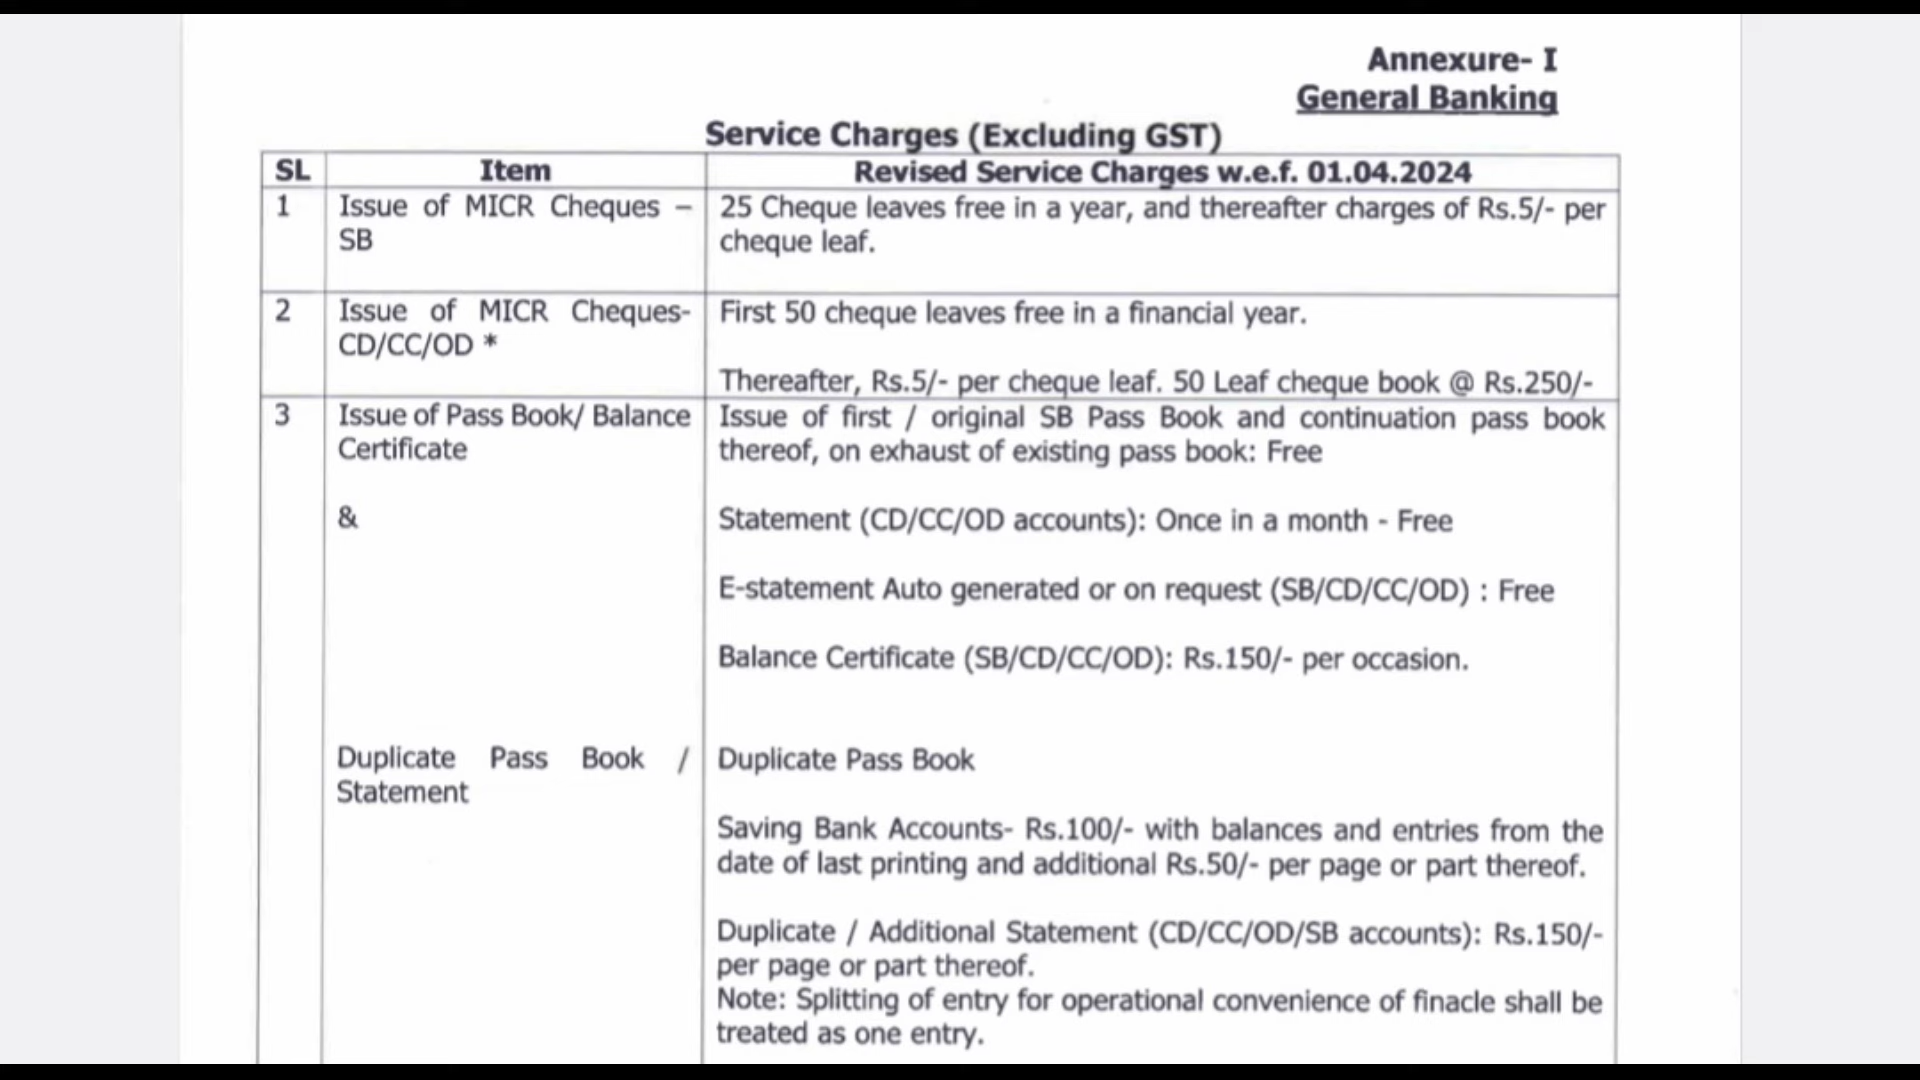 Annexure- I
General Banking
Service Charges (Excluding GST)
SL Item Revised Service Charges w.e.f. 01.04.2024
1 Issue of MICR Cheques – SB
25 Cheque leaves free in a year, and thereafter charges of Rs.5/- per
cheque leaf.
2 Issue of MICR Cheques-
CD/CC/OD *
First 50 cheque leaves free in a financial year.
Thereafter, Rs.5/- per cheque leaf. 50 Leaf cheque book @ Rs.250/-
3 Issue of Pass Book/ Balance
Certificate
&
Issue of first / original SB Pass Book and continuation pass book
thereof, on exhaust of existing pass book: Free
Statement (CD/CC/OD accounts): Once in a month - Free
E-statement Auto generated or on request (SB/CD/CC/OD) : Free
Balance Certificate (SB/CD/CC/OD): Rs.150/- per occasion.
Duplicate Pass Book /
Statement
Duplicate Pass Book
Saving Bank Accounts- Rs.100/- with balances and entries from the
date of last printing and additional Rs.50/- per page or part thereof.
Duplicate / Additional Statement (CD/CC/OD/SB accounts): Rs.150/-
per page or part thereof.
Note: Splitting of entry for operational convenience of finacle shall be
treated as one entry.